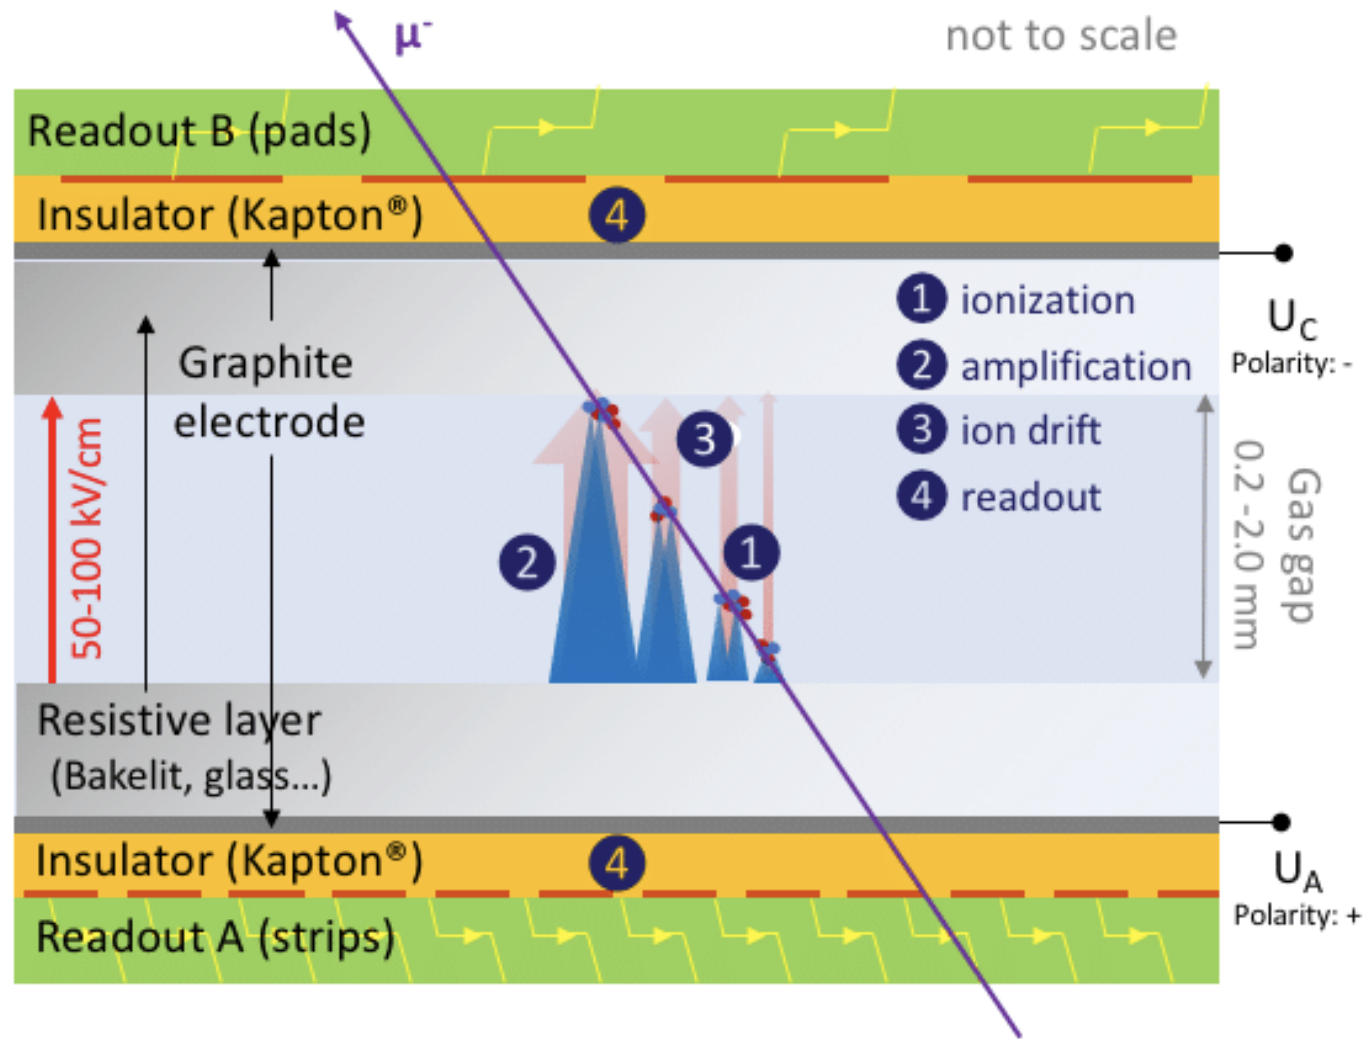 μ-
not to scale
Readout B (pads)
Insulator (Kapton®)
4
1 ionization
2 amplification
3 ion drift
4 readout
UC
Polarity: -
Graphite
electrode
50-100 kV/cm
3
2
1
Gas gap
0.2 -2.0 mm
Resistive layer
(Bakelit, glass...)
Insulator (Kapton®)
4
UA
Polarity: +
Readout A (strips)